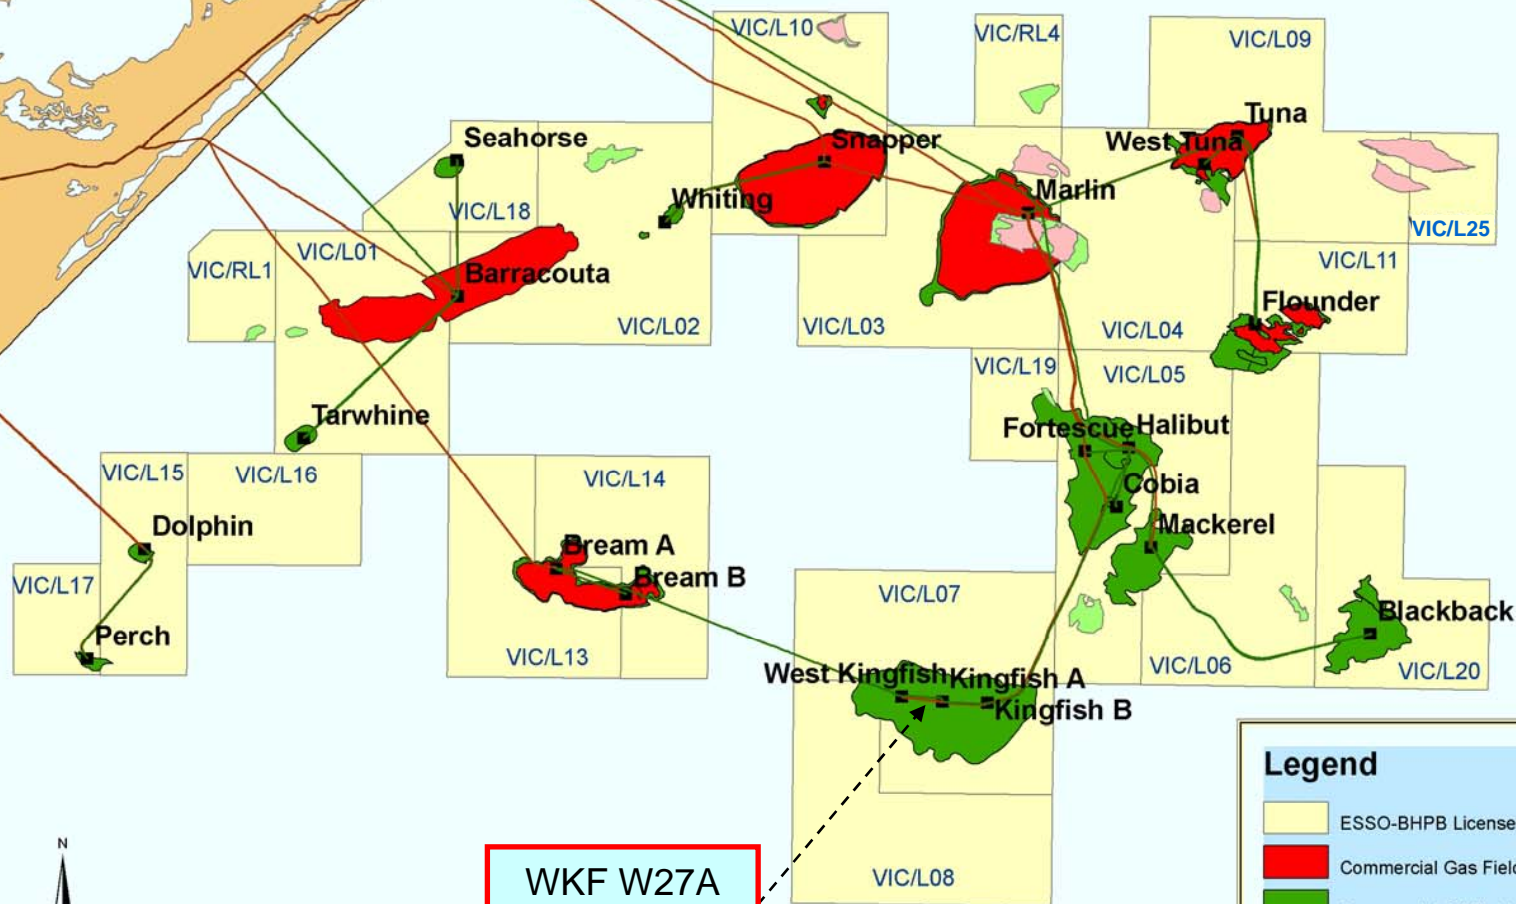 VIC/L10
VIC/RL4
VIC/L09
Tuna
Seahorse
Snapper
West Tuna
Whiting
Marlin
VIC/L18
VIC/L25
VIC/L01
VIC/RL1
Barracouta
VIC/L11
Flounder
VIC/L02
VIC/L03
VIC/L04
VIC/L19
VIC/L05
Tarwhine
Fortescue
Halibut
VIC/L15
VIC/L16
VIC/L14
Cobia
Dolphin
Mackerel
Bream A
Bream B
VIC/L17
VIC/L07
Blackback
Perch
VIC/L13
VIC/L06
VIC/L20
West Kingfish
Kingfish A
Kingfish B
Legend
ESSO-BHPB License
Commercial Gas Field
N
WKF W27A
VIC/L08